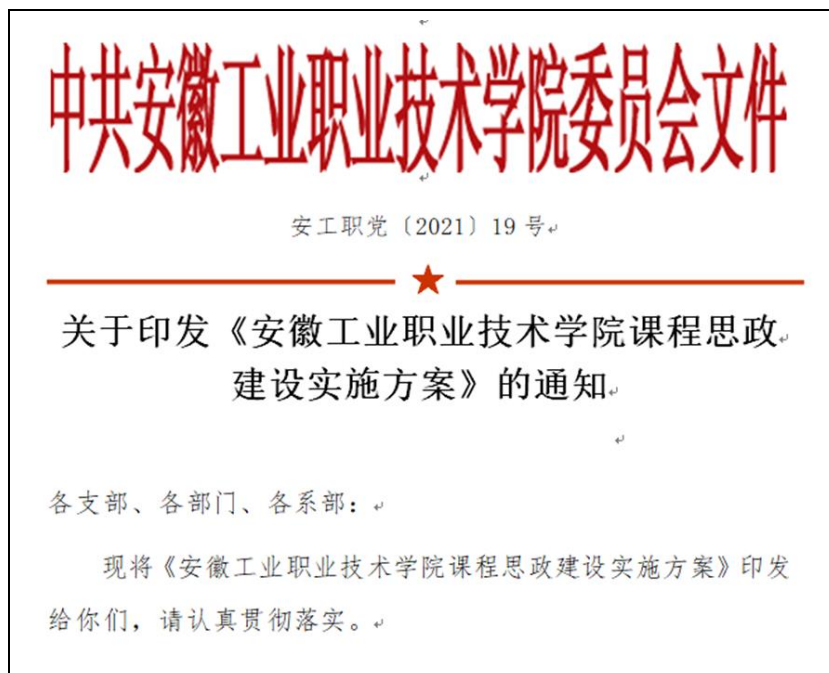 中共安徽工业职业技术学院委员会文件
安工职党〔2021〕19 号
关于印发《安徽工业职业技术学院课程思政
建设实施方案》的通知
各支部、各部门、各系部：
现将《安徽工业职业技术学院课程思政建设实施方案》印发
给你们，请认真贯彻落实。